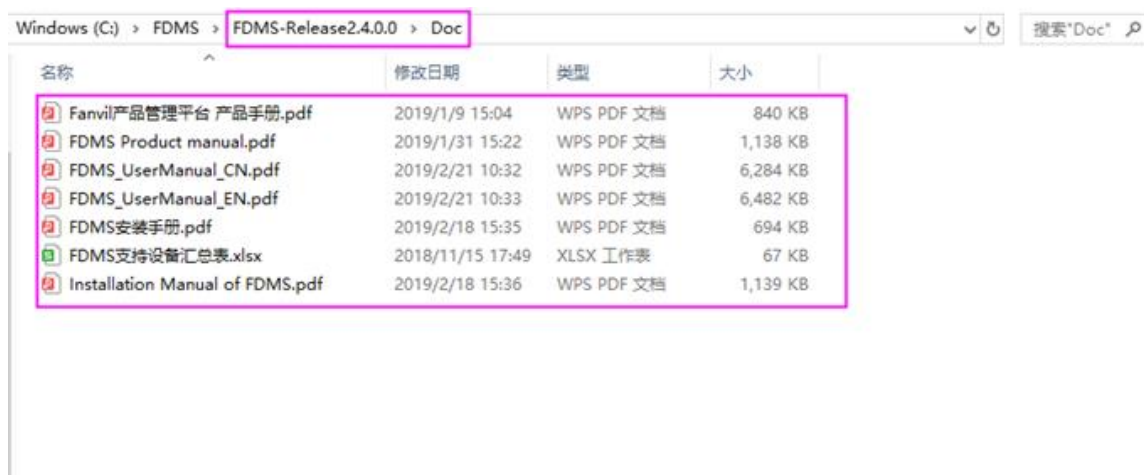 Windows (C:) › FDMS › FDMS-Release2.4.0.0 › Doc 搜索"Doc"
名称 修改日期 类型 大小
Fanvil产品管理平台 产品手册.pdf 2019/1/9 15:04 WPS PDF 文档 840 KB
FDMS Product manual.pdf 2019/1/31 15:22 WPS PDF 文档 1,138 KB
FDMS_UserManual_CN.pdf 2019/2/21 10:32 WPS PDF 文档 6,284 KB
FDMS_UserManual_EN.pdf 2019/2/21 10:33 WPS PDF 文档 6,482 KB
FDMS安装手册.pdf 2019/2/18 15:35 WPS PDF 文档 694 KB
FDMS支持设备汇总表.xlsx 2018/11/15 17:49 XLSX 工作表 67 KB
Installation Manual of FDMS.pdf 2019/2/18 15:36 WPS PDF 文档 1,139 KB